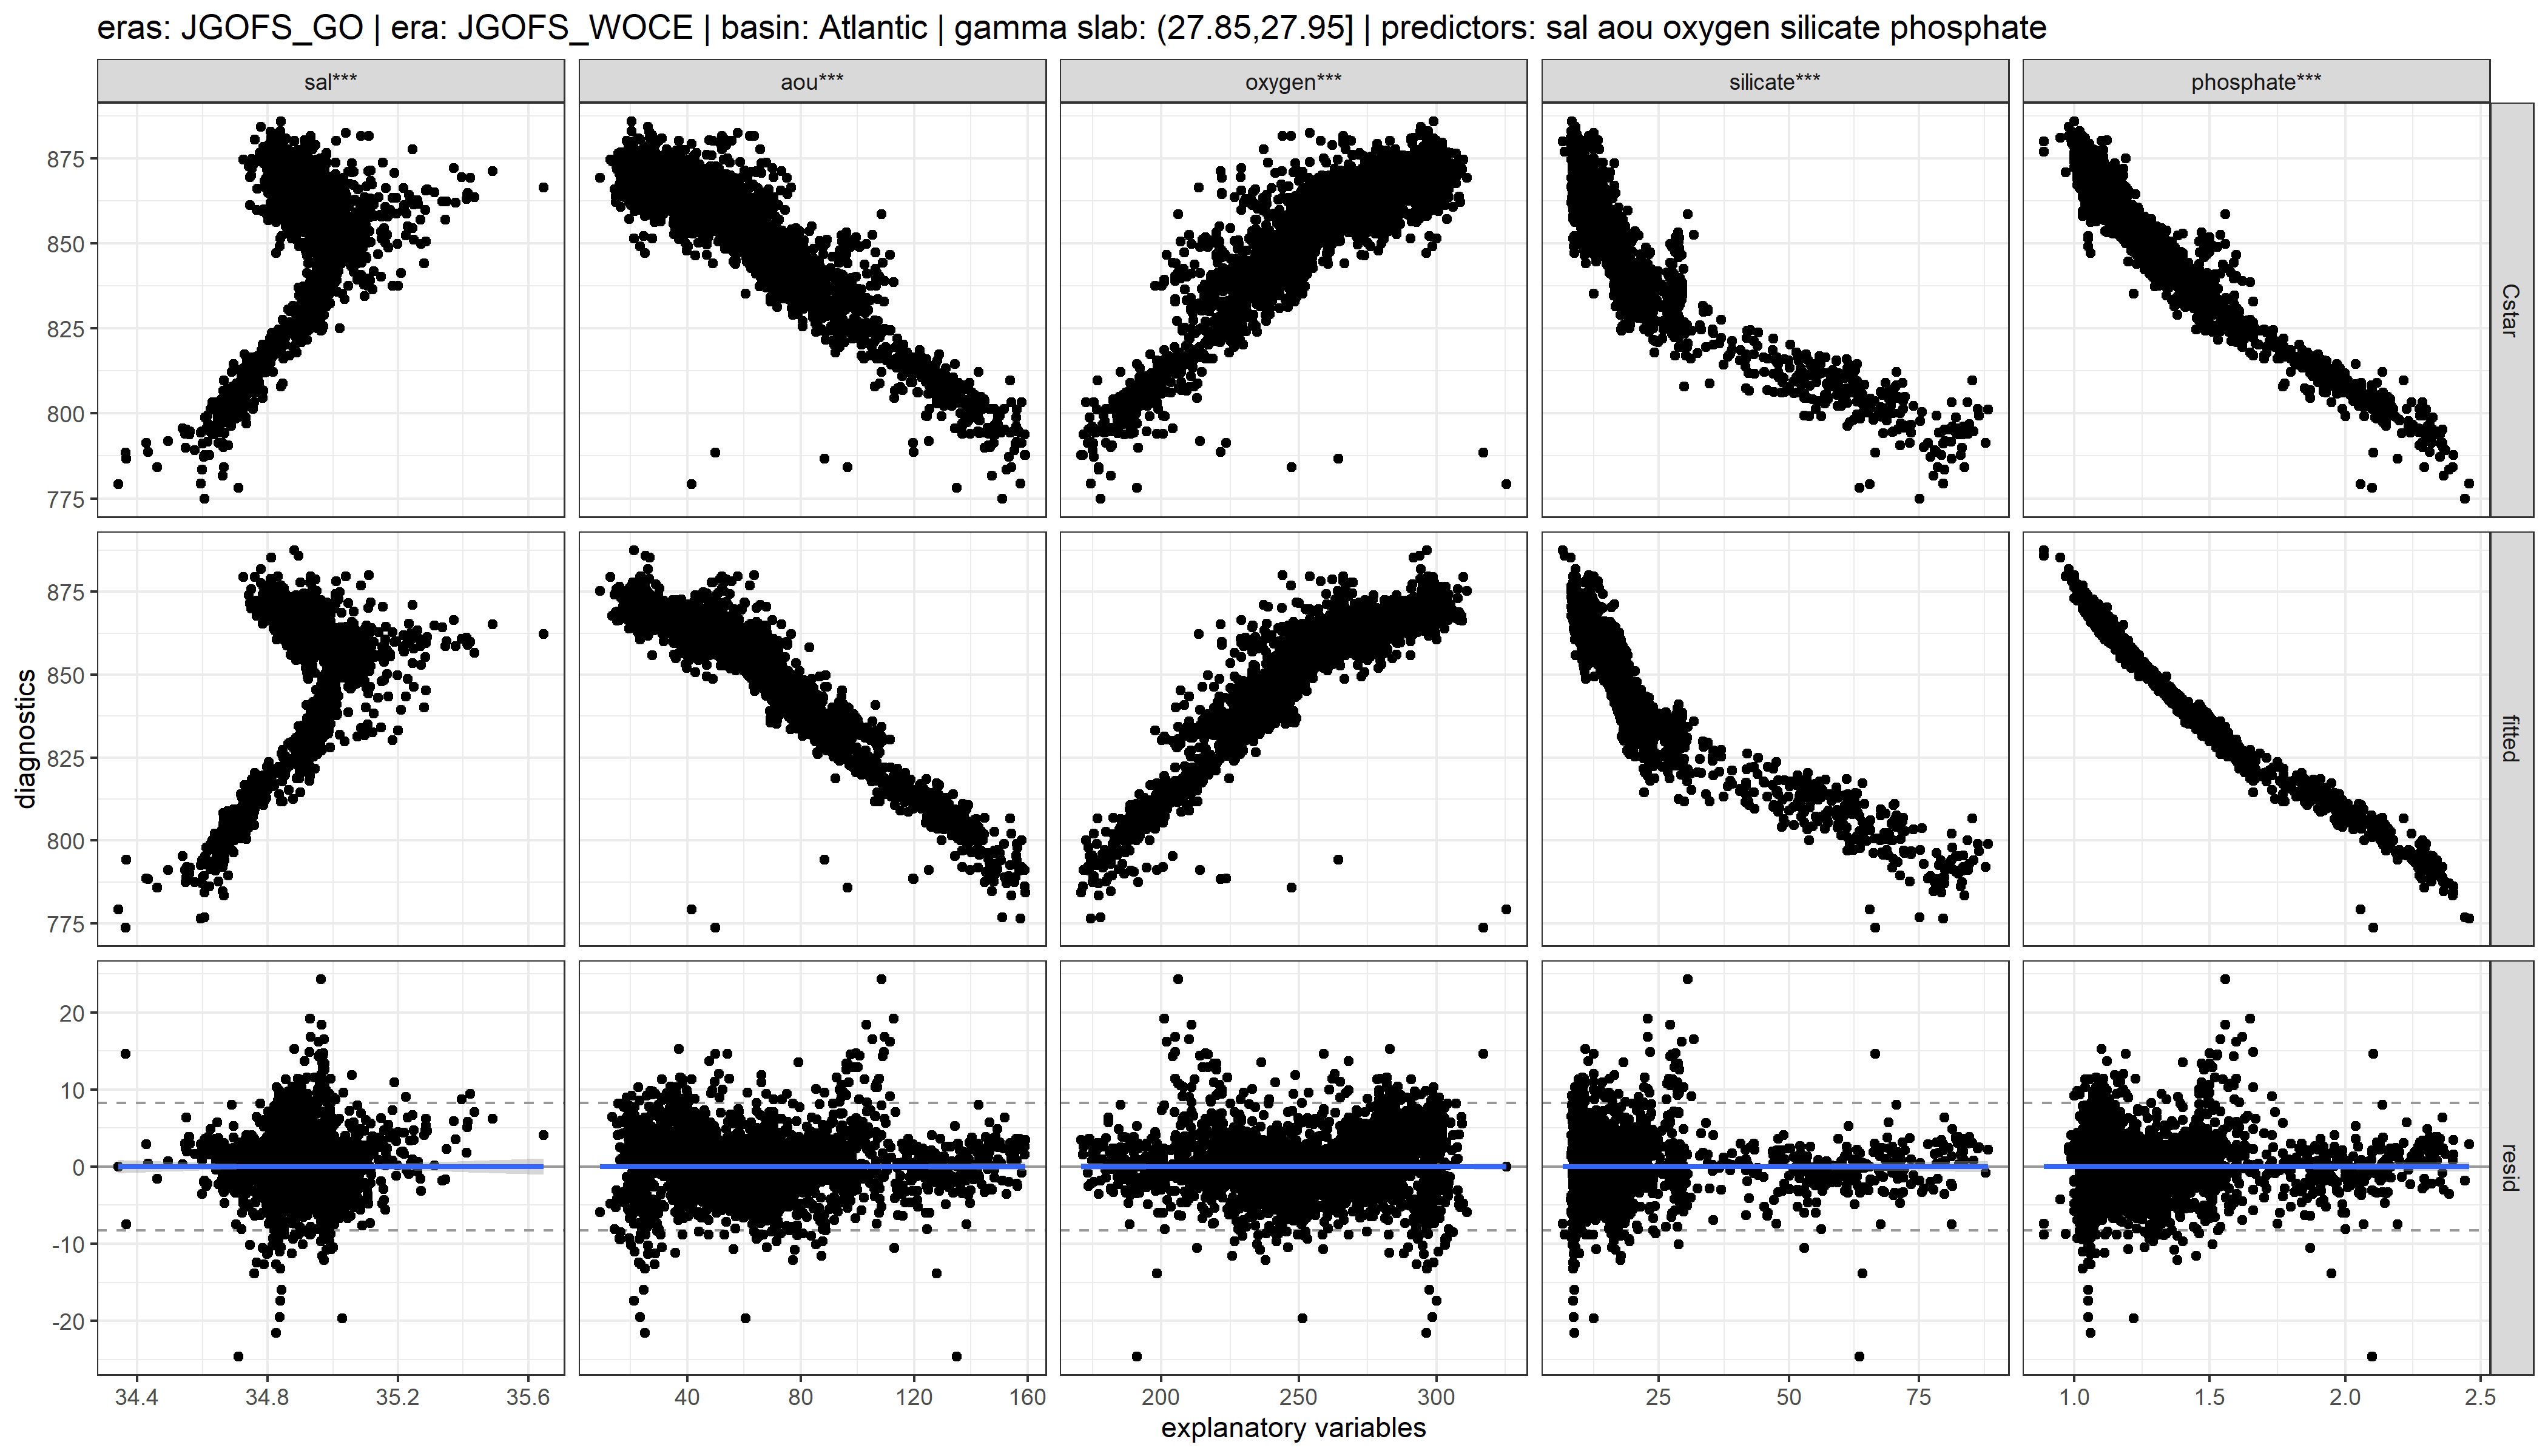 eras: JGOFS_GO | era: JGOFS_WOCE | basin: Atlantic | gamma slab: (27.85,27.95] | predictors: sal aou oxygen silicate phosphate
sal*** aou*** oxygen*** silicate*** phosphate***
875
850
825
800
775
Cstar
875
850
825
800
775
fitted
diagnostics
20
10
0
-10
-20
resid
34.4 34.8 35.2 35.6 40 80 120 160 200 250 300 25 50 75 1.0 1.5 2.0 2.5
explanatory variables